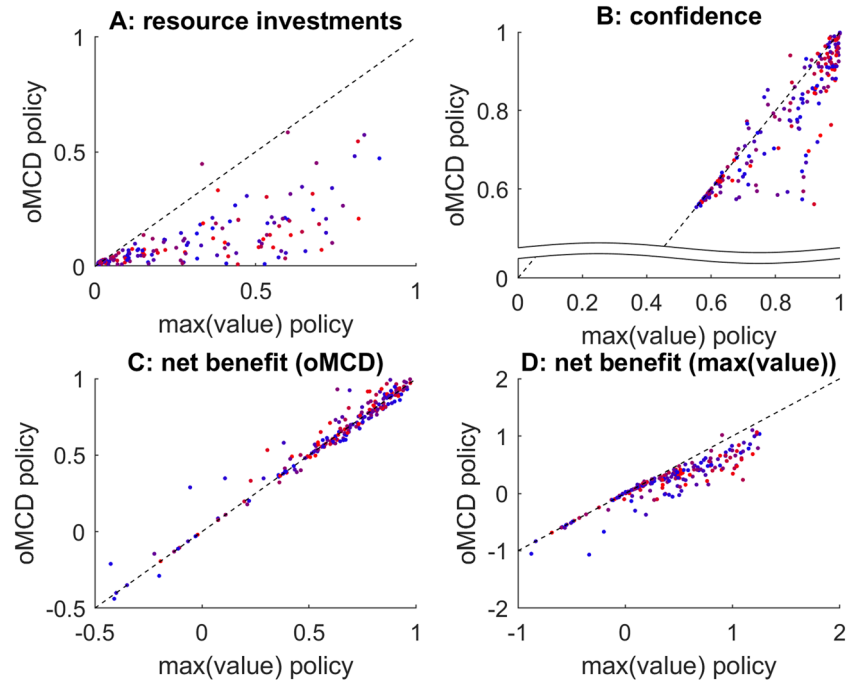 A: resource investments
1
0.5
0
oMCD policy
0
0.5
1
max(value) policy
B: confidence
1
0.8
0.6
0
oMCD policy
0
0.2
0.4
0.6
0.8
1
max(value) policy
C: net benefit (oMCD)
1
0.5
0
-0.5
oMCD policy
-0.5
0
0.5
1
max(value) policy
D: net benefit (max(value))
2
1
0
-1
-2
oMCD policy
-1
0
1
2
max(value) policy